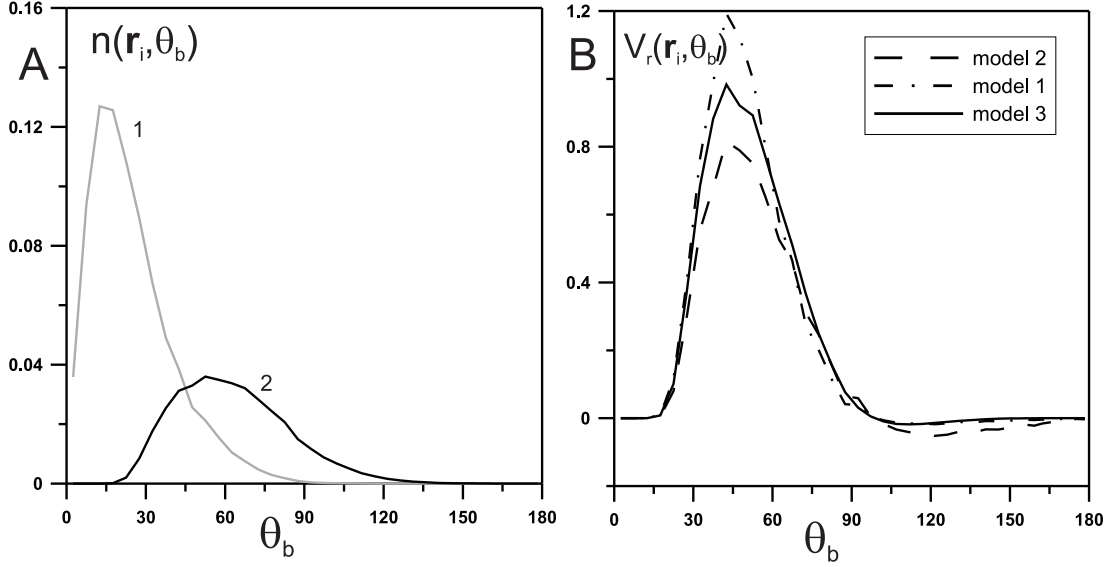 A
n(r_i,θ_b)
0.16
0.12
0.08
0.04
0
1
2
0 30 60 90 120 150 180
θ_b
B
V_r(r_i,θ_b)
1.2
0.8
0.4
0
model 2
model 1
model 3
0 30 60 90 120 150 180
θ_b